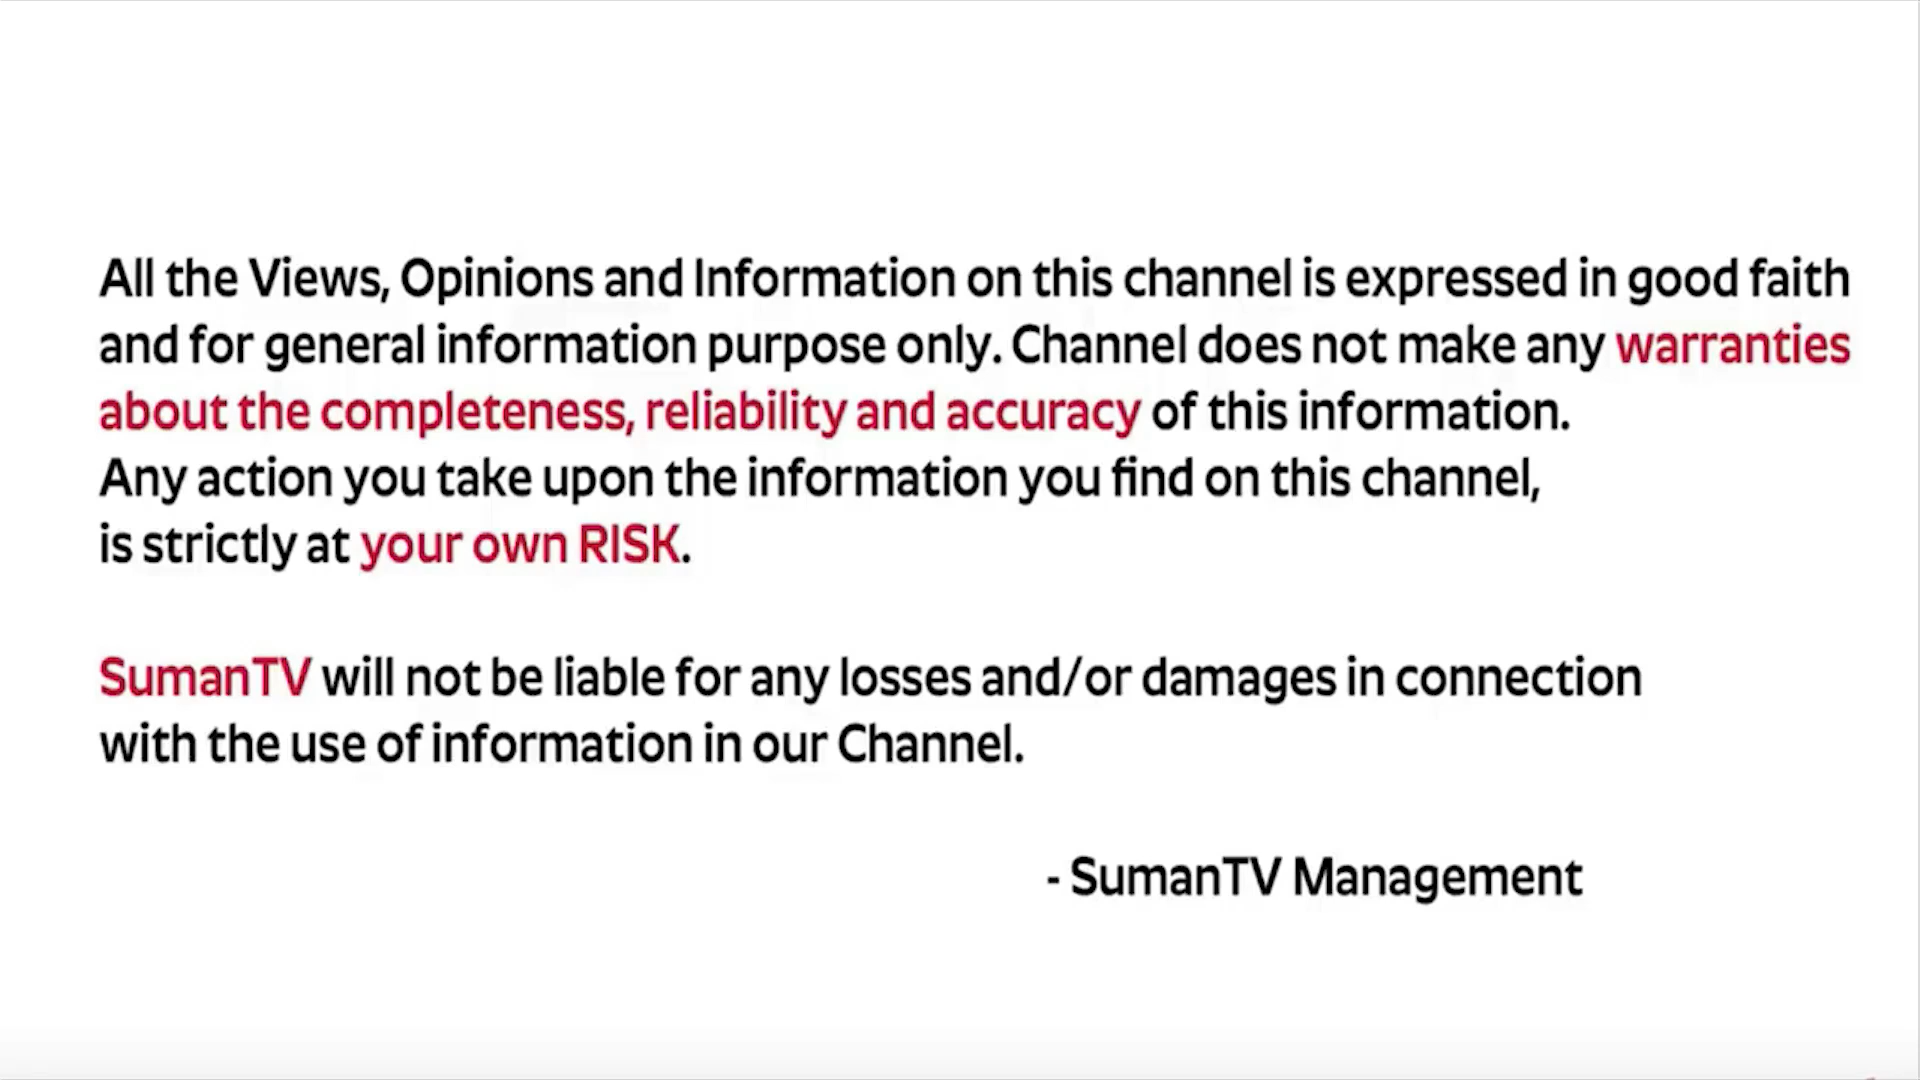 All the Views, Opinions and Information on this channel is expressed in good faith
and for general information purpose only. Channel does not make any warranties
about the completeness, reliability and accuracy of this information.
Any action you take upon the information you find on this channel,
is strictly at your own RISK.
SumanTV will not be liable for any losses and/or damages in connection
with the use of information in our Channel.
- SumanTV Management